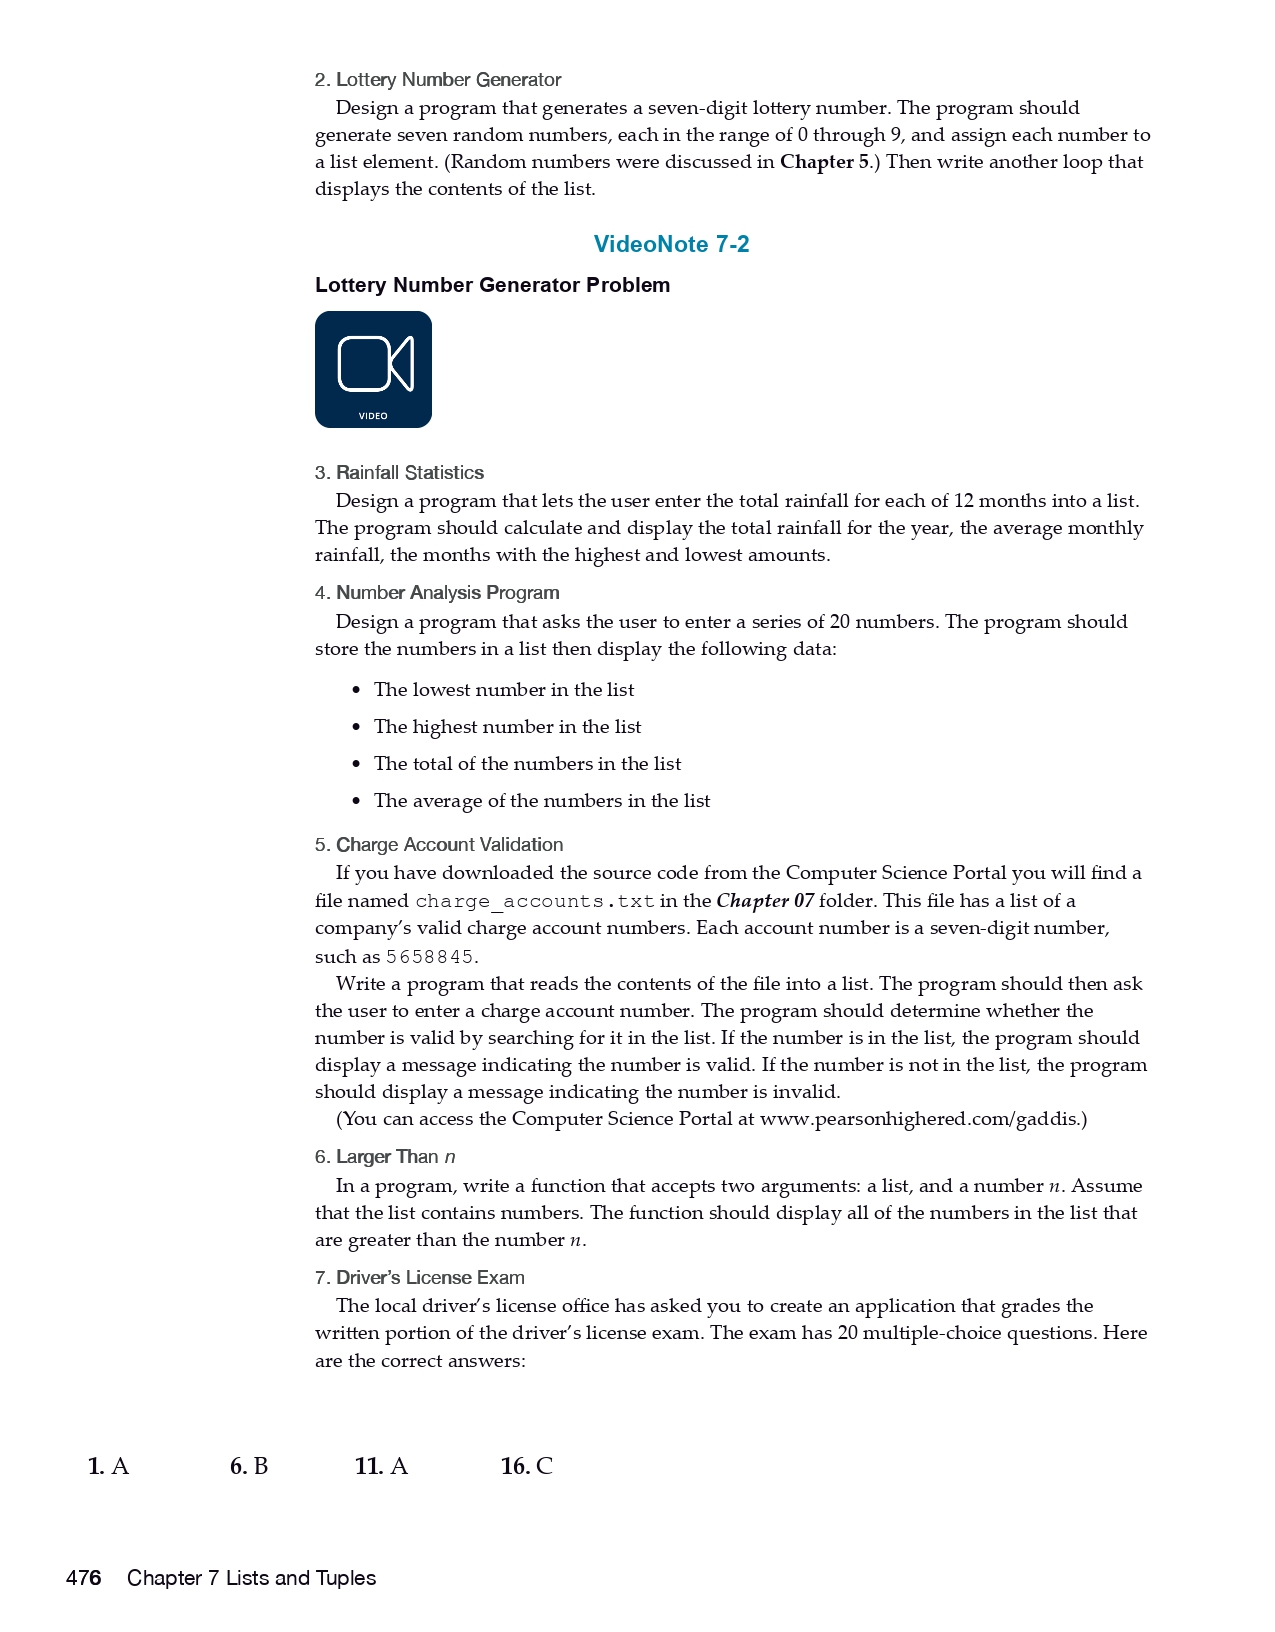 2. Lottery Number Generator
Design a program that generates a seven-digit lottery number. The program should
generate seven random numbers, each in the range of 0 through 9, and assign each number to
a list element. (Random numbers were discussed in Chapter 5.) Then write another loop that
displays the contents of the list.
VideoNote 7-2
Lottery Number Generator Problem
VIDEO
3. Rainfall Statistics
Design a program that lets the user enter the total rainfall for each of 12 months into a list.
The program should calculate and display the total rainfall for the year, the average monthly
rainfall, the months with the highest and lowest amounts.
4. Number Analysis Program
Design a program that asks the user to enter a series of 20 numbers. The program should
store the numbers in a list then display the following data:
• The lowest number in the list
• The highest number in the list
• The total of the numbers in the list
• The average of the numbers in the list
5. Charge Account Validation
If you have downloaded the source code from the Computer Science Portal you will find a
file named charge_accounts.txt in the Chapter 07 folder. This file has a list of a
company’s valid charge account numbers. Each account number is a seven-digit number,
such as 5658845.
Write a program that reads the contents of the file into a list. The program should then ask
the user to enter a charge account number. The program should determine whether the
number is valid by searching for it in the list. If the number is in the list, the program should
display a message indicating the number is valid. If the number is not in the list, the program
should display a message indicating the number is invalid.
(You can access the Computer Science Portal at www.pearsonhighered.com/gaddis.)
6. Larger Than n
In a program, write a function that accepts two arguments: a list, and a number n. Assume
that the list contains numbers. The function should display all of the numbers in the list that
are greater than the number n.
7. Driver’s License Exam
The local driver’s license office has asked you to create an application that grades the
written portion of the driver’s license exam. The exam has 20 multiple-choice questions. Here
are the correct answers:
1. A 6. B 11. A 16. C
476 Chapter 7 Lists and Tuples